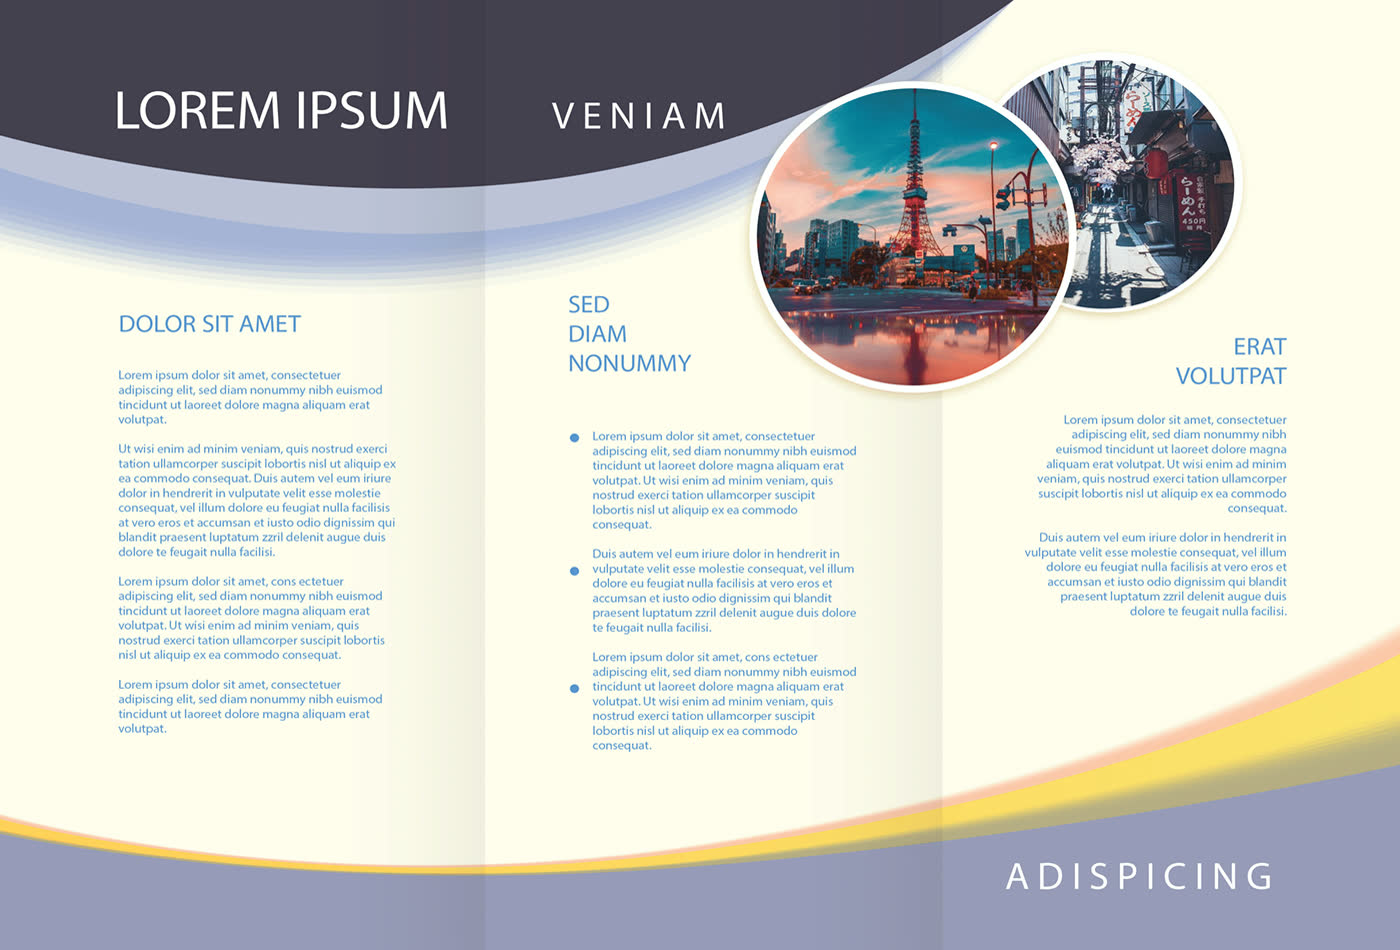 LOREM IPSUM
VENIAM
DOLOR SIT AMET
Lorem ipsum dolor sit amet, consectetuer
adipiscing elit, sed diam nonummy nibh euismod
tincidunt ut laoreet dolore magna aliquam erat
volutpat.
Ut wisi enim ad minim veniam, quis nostrud exerci
tation ullamcorper suscipit lobortis nisl ut aliquip ex
ea commodo consequat. Duis autem vel eum iriure
dolor in hendrerit in vulputate velit esse molestie
consequat, vel illum dolore eu feugiat nulla facilisis
at vero eros et accumsan et iusto odio dignissim qui
blandit praesent luptatum zzril delenit augue duis
dolore te feugait nulla facilisi.
Lorem ipsum dolor sit amet, cons ectetuer
adipiscing elit, sed diam nonummy nibh euismod
tincidunt ut laoreet dolore magna aliquam erat
volutpat. Ut wisi enim ad minim veniam, quis
nostrud exerci tation ullamcorper suscipit lobortis
nisl ut aliquip ex ea commodo consequat.
Lorem ipsum dolor sit amet, consectetuer
adipiscing elit, sed diam nonummy nibh euismod
tincidunt ut laoreet dolore magna aliquam erat
volutpat.
SED
DIAM
NONUMMY
Lorem ipsum dolor sit amet, consectetuer
adipiscing elit, sed diam nonummy nibh euismod
tincidunt ut laoreet dolore magna aliquam erat
volutpat. Ut wisi enim ad minim veniam, quis
nostrud exerci tation ullamcorper suscipit
lobortis nisl ut aliquip ex ea commodo
consequat.
Duis autem vel eum iriure dolor in hendrerit in
vulputate velit esse molestie consequat, vel illum
dolore eu feugiat nulla facilisis at vero eros et
accumsan et iusto odio dignissim qui blandit
praesent luptatum zzril delenit augue duis dolore
te feugait nulla facilisi.
Lorem ipsum dolor sit amet, cons ectetuer
adipiscing elit, sed diam nonummy nibh euismod
tincidunt ut laoreet dolore magna aliquam erat
volutpat. Ut wisi enim ad minim veniam, quis
nostrud exerci tation ullamcorper suscipit
lobortis nisl ut aliquip ex ea commodo
consequat.
らーめん
らーめん
450円
ERAT
VOLUTPAT
Lorem ipsum dolor sit amet, consectetuer
adipiscing elit, sed diam nonummy nibh
euismod tincidunt ut laoreet dolore magna
aliquam erat volutpat. Ut wisi enim ad minim
veniam, quis nostrud exerci tation ullamcorper
suscipit lobortis nisl ut aliquip ex ea commodo
consequat.
Duis autem vel eum iriure dolor in hendrerit in
vulputate velit esse molestie consequat, vel illum
dolore eu feugiat nulla facilisis at vero eros et
accumsan et iusto odio dignissim qui blandit
praesent luptatum zzril delenit augue duis
dolore te feugait nulla facilisi.
ADISPICING